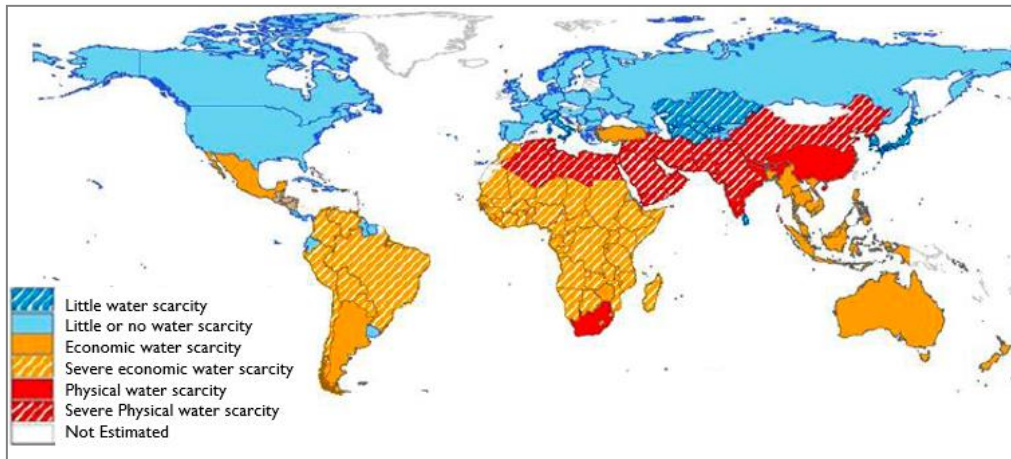 Little water scarcity
Little or no water scarcity
Economic water scarcity
Severe economic water scarcity
Physical water scarcity
Severe Physical water scarcity
Not Estimated